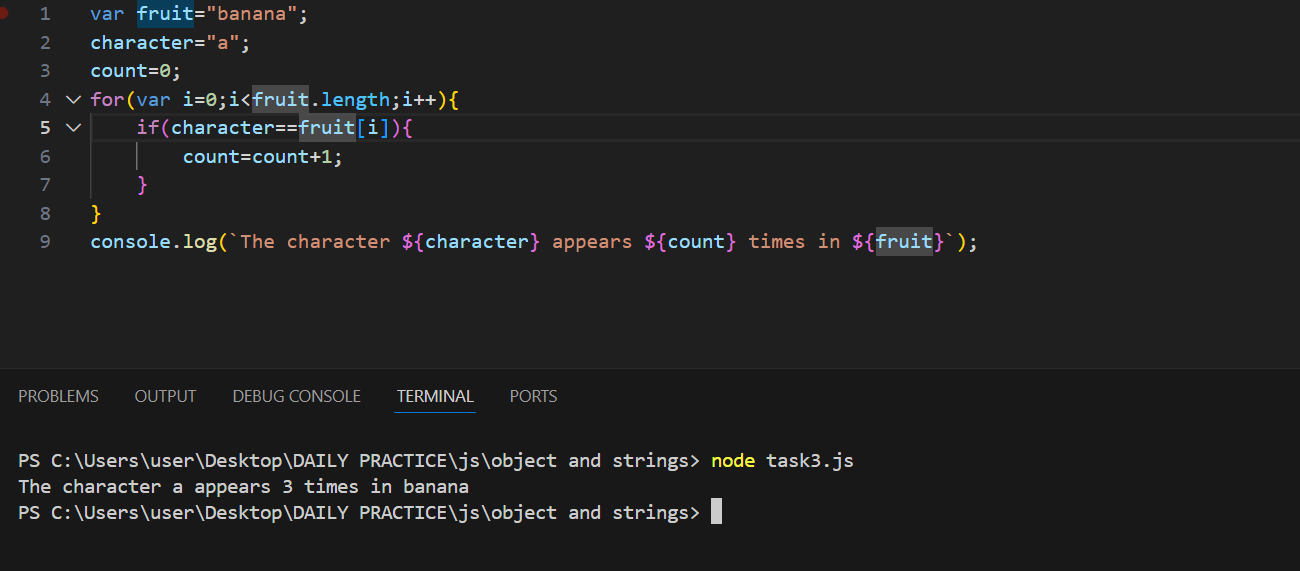 1 var fruit="banana";
2 character="a";
3 count=0;
4 for(var i=0;i<fruit.length;i++){
5     if(character==fruit[i]){
6         count=count+1;
7     }
8 }
9 console.log(`The character ${character} appears ${count} times in ${fruit}`);
PROBLEMS OUTPUT DEBUG CONSOLE TERMINAL PORTS
PS C:\Users\user\Desktop\DAILY PRACTICE\js\object and strings> node task3.js
The character a appears 3 times in banana
PS C:\Users\user\Desktop\DAILY PRACTICE\js\object and strings>